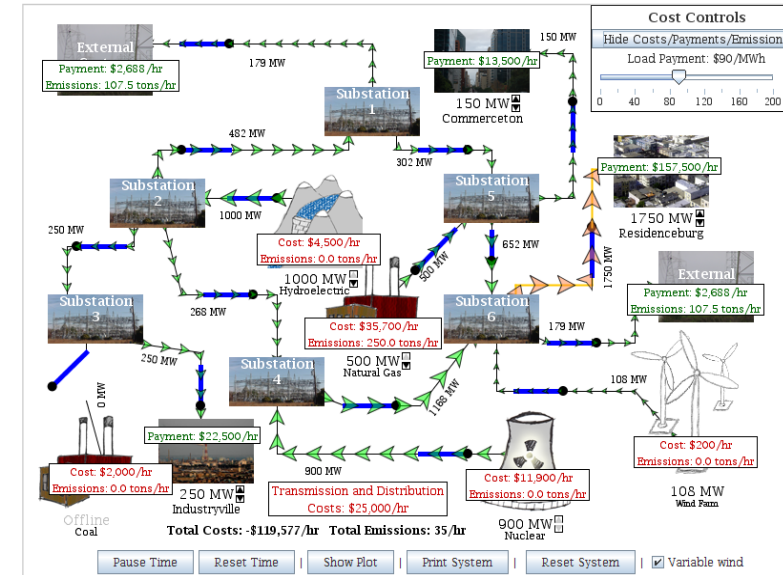 Cost Controls
Hide Costs/Payments/Emission
Load Payment: $90/MWh
0 40 80 120 160 200
External
Payment: $2,688/hr
Emissions: 107.5 tons/hr
179 MW
Substation
1
Payment: $13,500/hr
150 MW
Commerceton
150 MW
482 MW
302 MW
Substation
2
1000 MW
Cost: $4,500/hr
Emissions: 0.0 tons/hr
1000 MW
Hydroelectric
Substation
5
500 MW
652 MW
Payment: $157,500/hr
1750 MW
Residenceburg
1750 MW
250 MW
268 MW
Substation
3
Cost: $35,700/hr
Emissions: 250.0 tons/hr
500 MW
Natural Gas
Substation
6
External
Payment: $2,688/hr
Emissions: 107.5 tons/hr
179 MW
250 MW
Substation
4
1168 MW
108 MW
0 MW
Payment: $22,500/hr
250 MW
Industryville
Cost: $2,000/hr
Emissions: 0.0 tons/hr
Offline
Coal
900 MW
Cost: $11,900/hr
Emissions: 0.0 tons/hr
900 MW
Nuclear
Cost: $200/hr
Emissions: 0.0 tons/hr
108 MW
Wind Farm
Transmission and Distribution
Costs: $25,000/hr
Total Costs: -$119,577/hr Total Emissions: 35/hr
Pause Time | Reset Time | Show Plot | Print System | Reset System | Variable wind